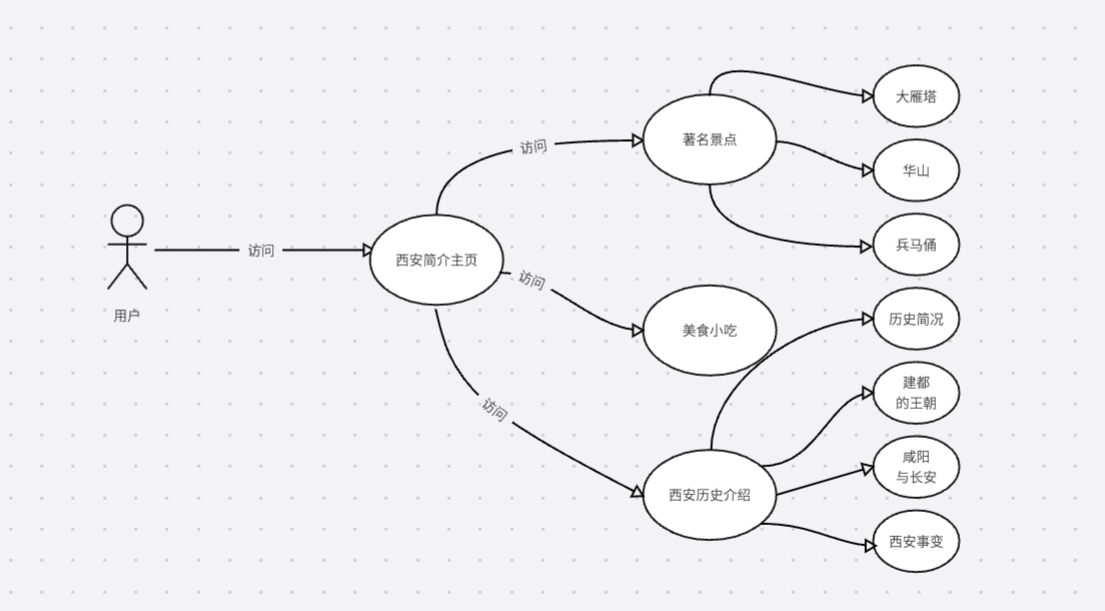 用户
访问
西安简介主页
访问
访问
访问
著名景点
美食小吃
西安历史介绍
大雁塔
华山
兵马俑
历史简况
建都
的王朝
咸阳
与长安
西安事变